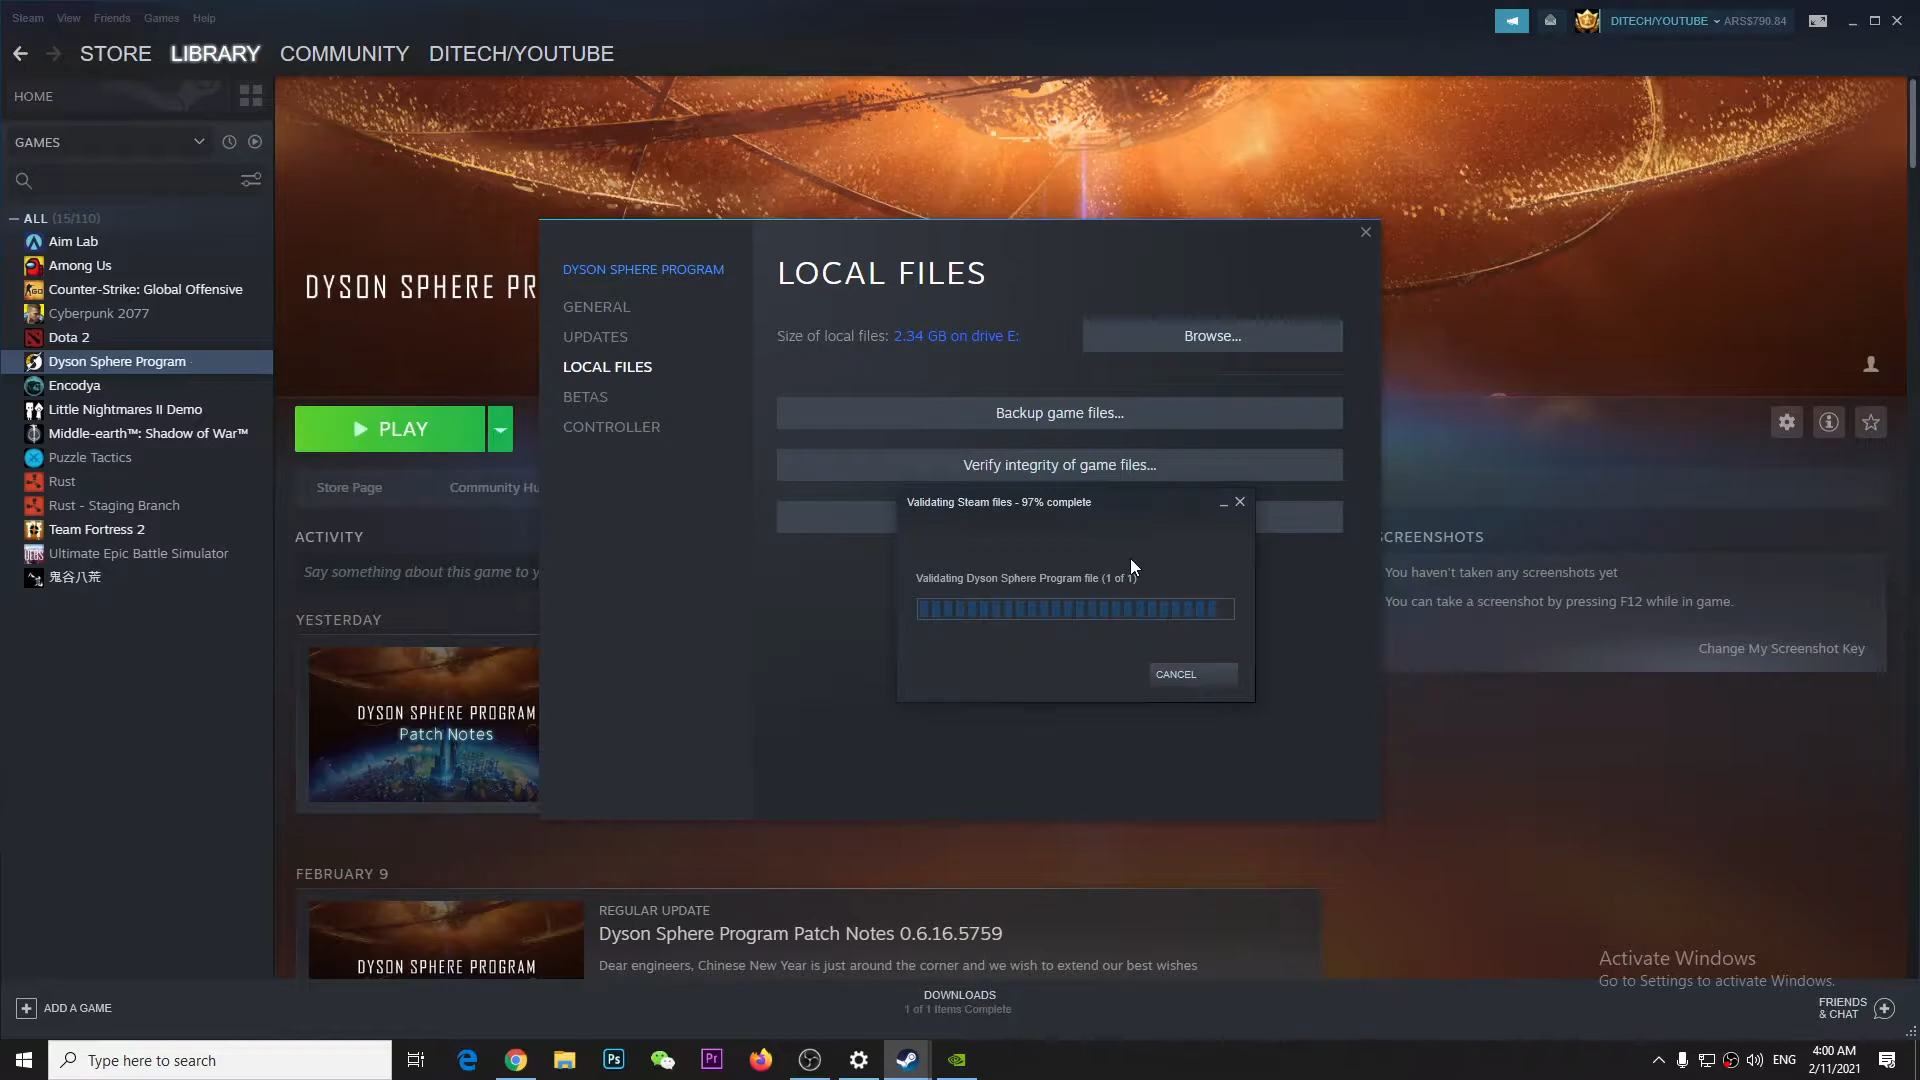 Steam View Friends Games Help
DITECH/YOUTUBE ARS$790.84
STORE LIBRARY COMMUNITY DITECH/YOUTUBE
HOME
GAMES
ALL (15/110)
Aim Lab
Among Us
Counter-Strike: Global Offensive
Cyberpunk 2077
Dota 2
Dyson Sphere Program
Encodya
Little Nightmares II Demo
Middle-earth™: Shadow of War™
Puzzle Tactics
Rust
Rust - Staging Branch
Team Fortress 2
Ultimate Epic Battle Simulator
鬼谷八荒
DYSON SPHERE PR
PLAY
Store Page Community Hu
ACTIVITY
Say something about this game to y
YESTERDAY
DYSON SPHERE PROGRAM
Patch Notes
DYSON SPHERE PROGRAM
GENERAL
UPDATES
LOCAL FILES
BETAS
CONTROLLER
LOCAL FILES
Size of local files: 2.34 GB on drive E:
Browse...
Backup game files...
Verify integrity of game files...
Validating Steam files - 97% complete
Validating Dyson Sphere Program file (1 of 1)
CANCEL
SCREENSHOTS
You haven't taken any screenshots yet
You can take a screenshot by pressing F12 while in game.
Change My Screenshot Key
FEBRUARY 9
DYSON SPHERE PROGRAM
REGULAR UPDATE
Dyson Sphere Program Patch Notes 0.6.16.5759
Dear engineers, Chinese New Year is just around the corner and we wish to extend our best wishes
Activate Windows
Go to Settings to activate Windows.
ADD A GAME
DOWNLOADS
1 of 1 Items Complete
FRIENDS
& CHAT
Type here to search
Ps
Pr
ENG
4:00 AM
2/11/2021